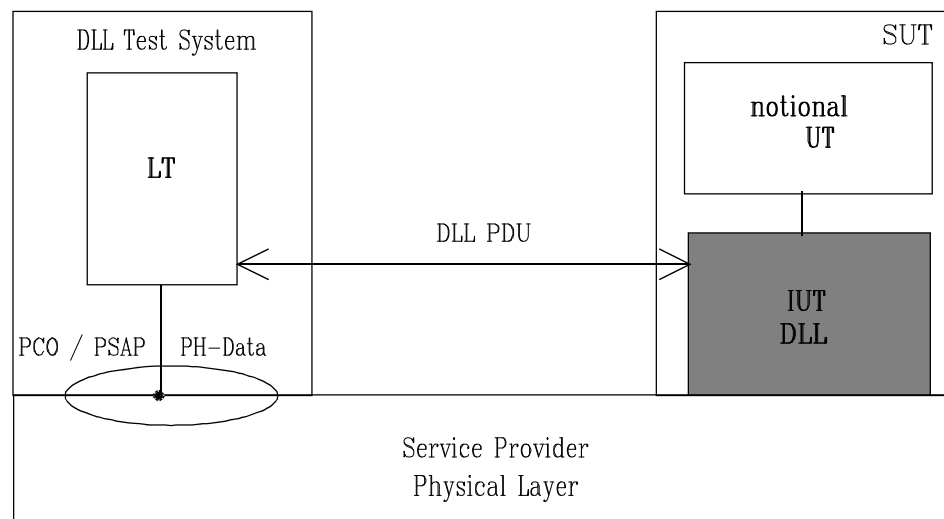 DLL Test System
SUT
LT
notional
UT
DLL PDU
IUT
DLL
PCO / PSAP PH-Data
Service Provider
Physical Layer